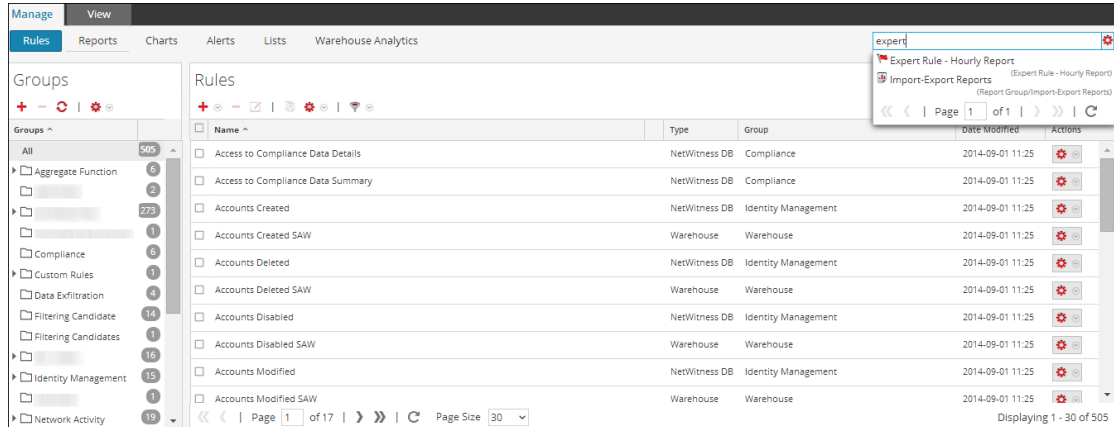 Manage View
Rules Reports Charts Alerts Lists Warehouse Analytics
expert
Expert Rule - Hourly Report
(Expert Rule - Hourly Report)
Import-Export Reports
(Report Group/Import-Export Reports)
Page 1 of 1
Groups
Groups
All 505
Aggregate Function 6
2
273
1
Compliance 6
Custom Rules 1
Data Exfiltration 4
Filtering Candidate 14
Filtering Candidates 1
16
Identity Management 15
1
Network Activity 19
Rules
Name Type Group Date Modified Actions
Access to Compliance Data Details NetWitness DB Compliance 2014-09-01 11:25
Access to Compliance Data Summary NetWitness DB Compliance 2014-09-01 11:25
Accounts Created NetWitness DB Identity Management 2014-09-01 11:25
Accounts Created SAW Warehouse Warehouse 2014-09-01 11:25
Accounts Deleted NetWitness DB Identity Management 2014-09-01 11:25
Accounts Deleted SAW Warehouse Warehouse 2014-09-01 11:25
Accounts Disabled NetWitness DB Identity Management 2014-09-01 11:25
Accounts Disabled SAW Warehouse Warehouse 2014-09-01 11:25
Accounts Modified NetWitness DB Identity Management 2014-09-01 11:25
Accounts Modified SAW Warehouse Warehouse 2014-09-01 11:25
Page 1 of 17 Page Size 30 Displaying 1 - 30 of 505